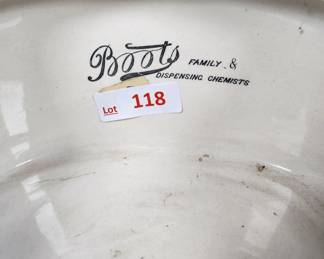 Boots FAMILY & 
DISPENSING CHEMISTS
Lot 118